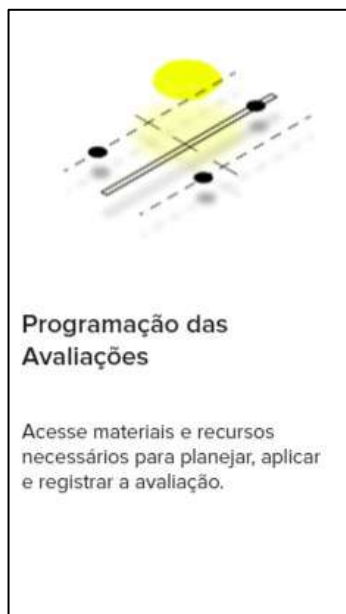 Programação das
Avaliações
Acesse materiais e recursos
necessários para planejar, aplicar
e registrar a avaliação.